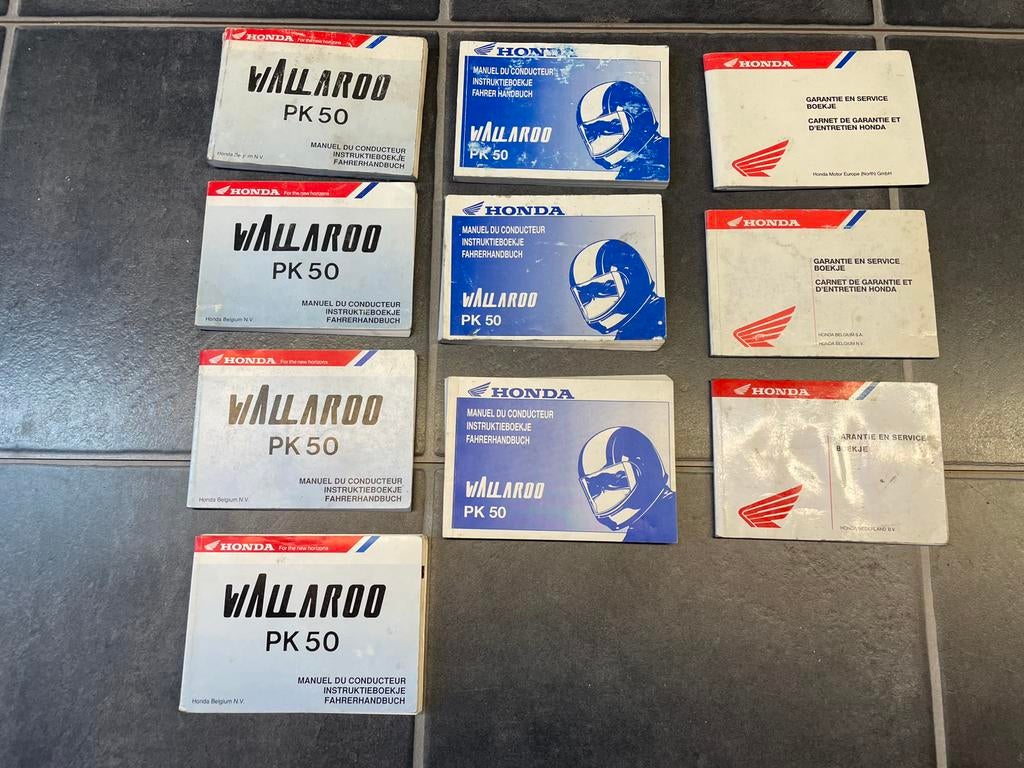 HONDA For the new horizons
WALLAROO
PK 50
MANUEL DU CONDUCTEUR
INSTRUKTIEBOEKJE
FAHRERHANDBUCH
Honda Belgium N.V.
HONDA For the new horizons
WALLAROO
PK 50
MANUEL DU CONDUCTEUR
INSTRUKTIEBOEKJE
FAHRERHANDBUCH
Honda Belgium N.V.
HONDA For the new horizons
WALLAROO
PK 50
MANUEL DU CONDUCTEUR
INSTRUKTIEBOEKJE
FAHRERHANDBUCH
Honda Belgium N.V.
HONDA For the new horizons
WALLAROO
PK 50
MANUEL DU CONDUCTEUR
INSTRUKTIEBOEKJE
FAHRERHANDBUCH
Honda Belgium N.V.
HONDA
MANUEL DU CONDUCTEUR
INSTRUKTIEBOEKJE
FAHRER HANDBUCH
WALLAROO
PK 50
HONDA
MANUEL DU CONDUCTEUR
INSTRUKTIEBOEKJE
FAHRERHANDBUCH
WALLAROO
PK 50
HONDA
MANUEL DU CONDUCTEUR
INSTRUKTIEBOEKJE
FAHRERHANDBUCH
WALLAROO
PK 50
HONDA
GARANTIE EN SERVICE
BOEKJE
CARNET DE GARANTIE ET
D'ENTRETIEN HONDA
Honda Motor Europe (North) GmbH
HONDA
GARANTIE EN SERVICE
BOEKJE
CARNET DE GARANTIE ET
D'ENTRETIEN HONDA
HONDA BELGIUM S.A.
HONDA BELGIUM N.V.
HONDA
GARANTIE EN SERVICE
BOEKJE
HONDA NEDERLAND B.V.